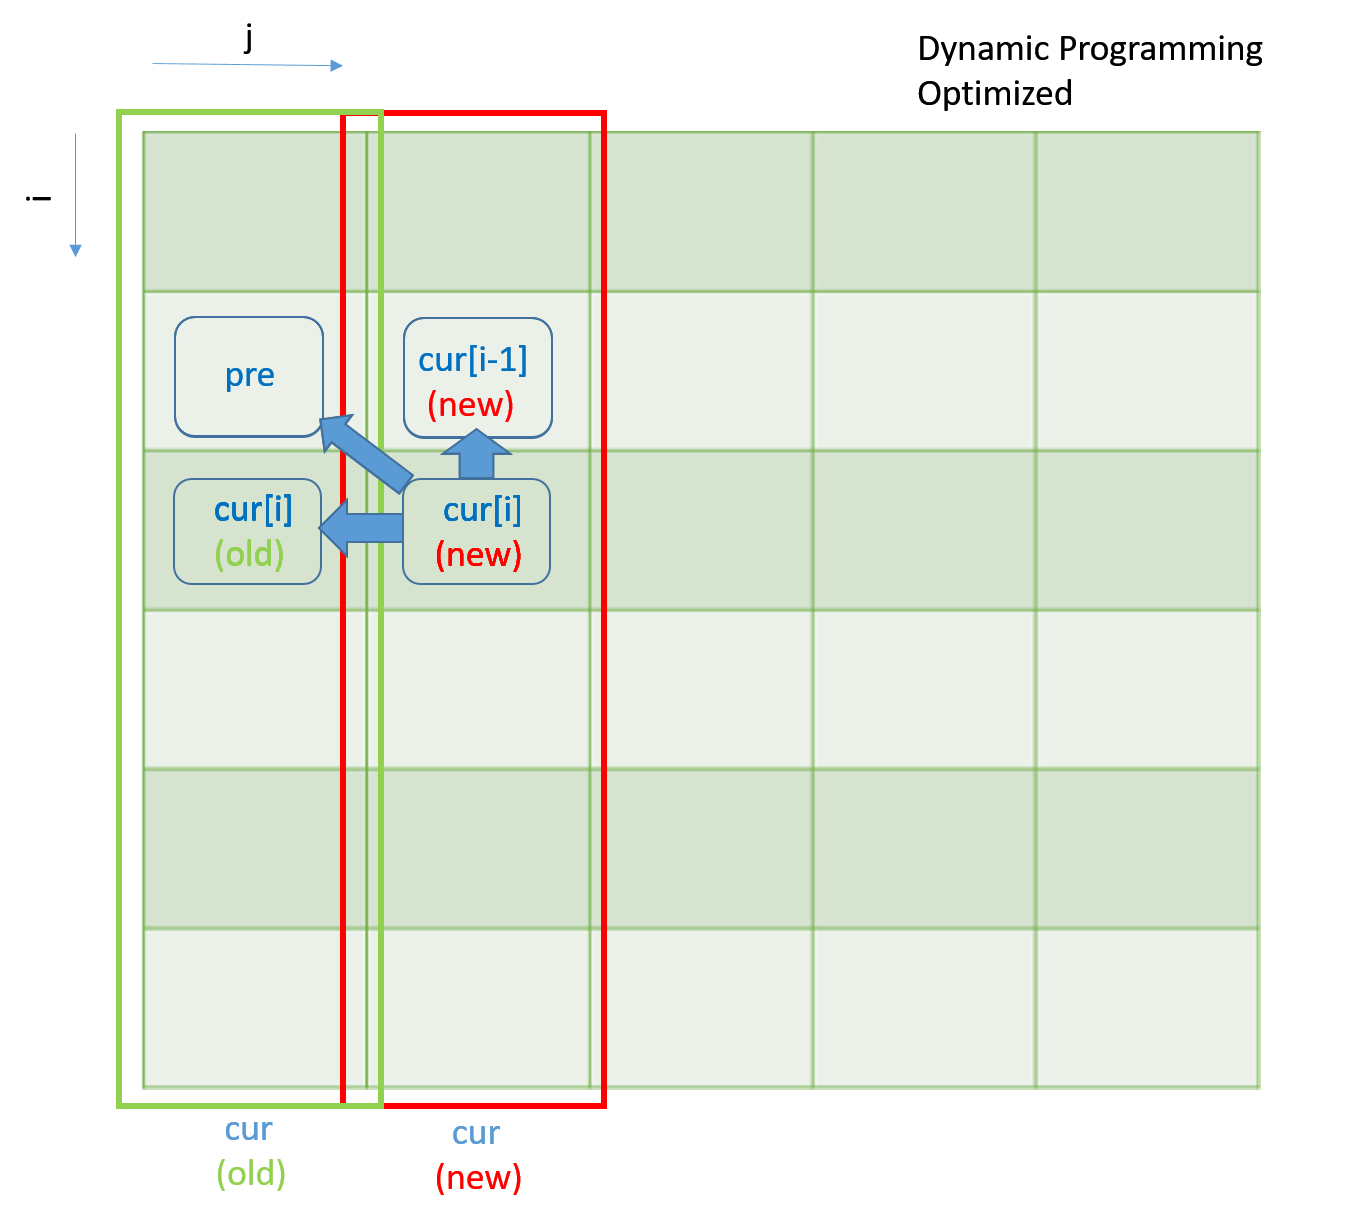 j
Dynamic Programming
Optimized
i
pre
cur[i-1]
(new)
cur[i]
(old)
cur[i]
(new)
cur
(old)
cur
(new)